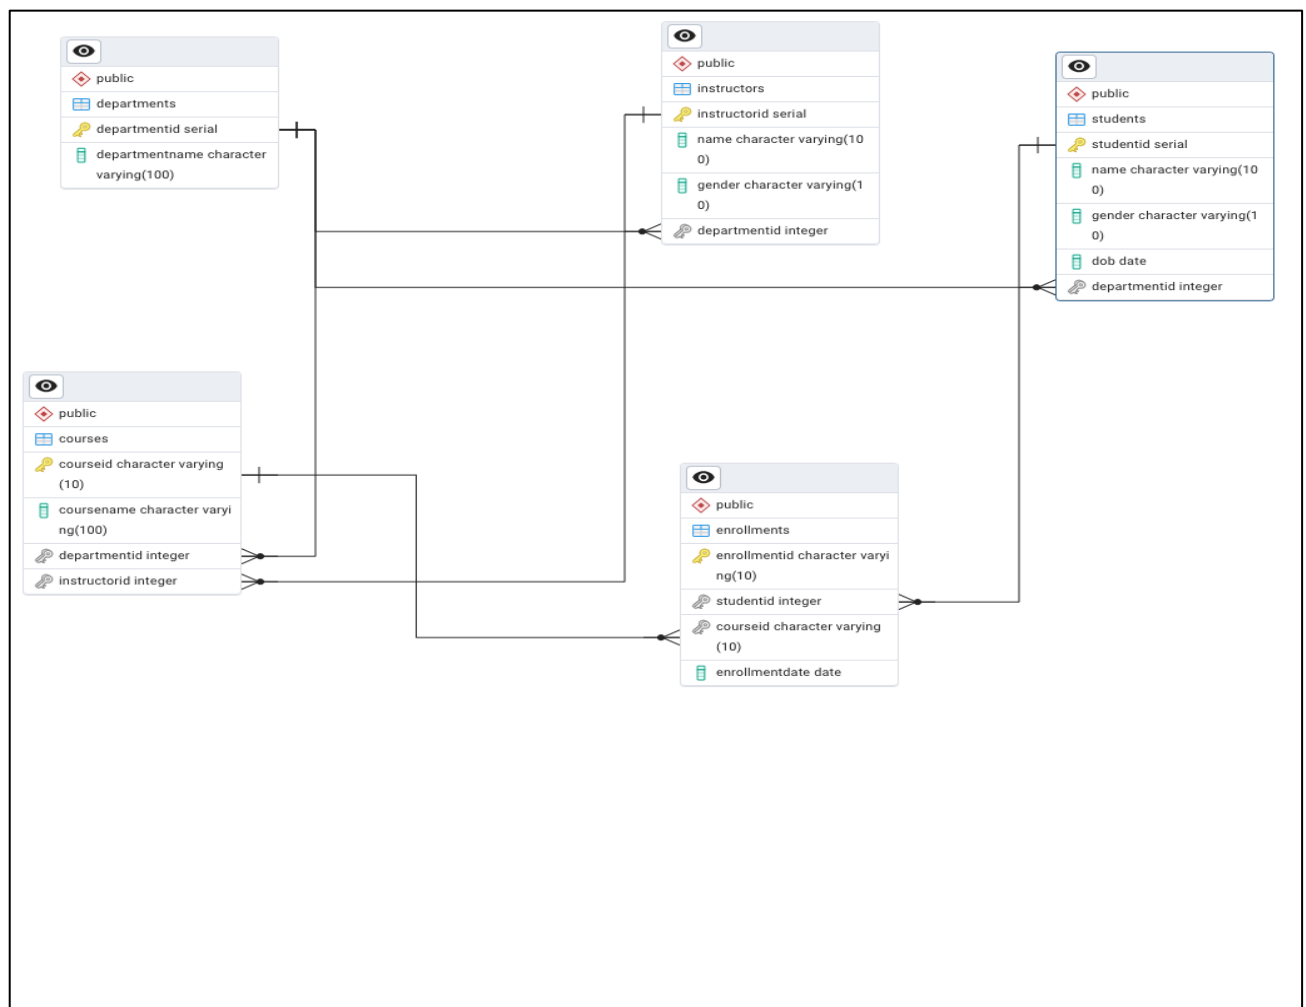 public
departments
departmentid serial
departmentname character
varying(100)
public
instructors
instructorid serial
name character varying(10
0)
gender character varying(1
0)
departmentid integer
public
students
studentid serial
name character varying(10
0)
gender character varying(1
0)
dob date
departmentid integer
public
courses
courseid character varying
(10)
coursename character varyi
ng(100)
departmentid integer
instructorid integer
public
enrollments
enrollmentid character varyi
ng(10)
studentid integer
courseid character varying
(10)
enrollmentdate date